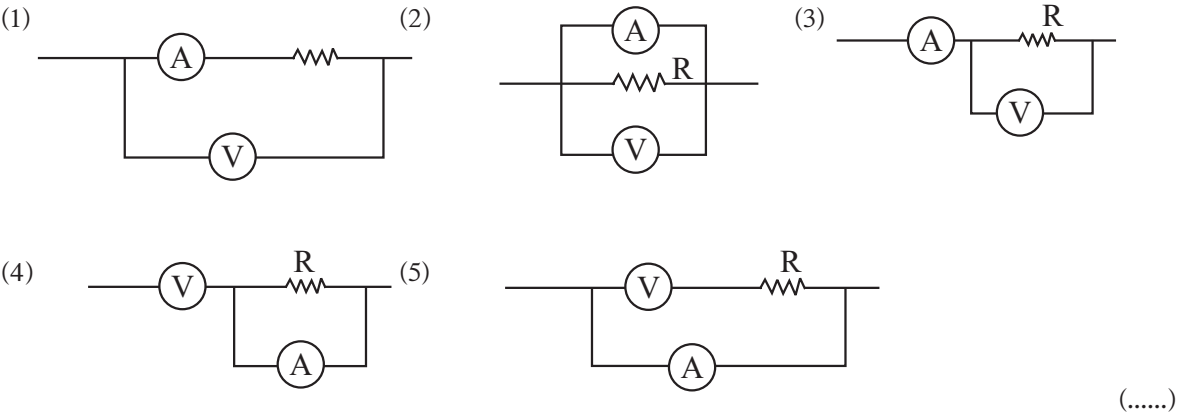 (1) A V
(2) A R V
(3) A R V
(4) V R A
(5) V R A
(......)